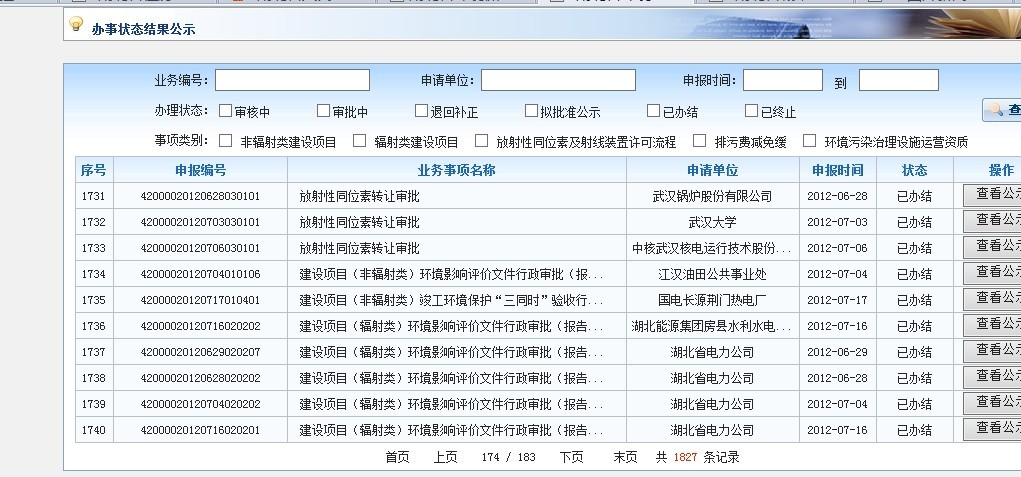 办事状态结果公示
业务编号： 申请单位： 申报时间： 到
办理状态： 审核中 审批中 退回补正 拟批准公示 已办结 已终止 查
事项类别： 非辐射类建设项目 辐射类建设项目 放射性同位素及射线装置许可流程 排污费减免缓 环境污染治理设施运营资质
序号 申报编号 业务事项名称 申请单位 申报时间 状态 操作
1731 42000020120628030101 放射性同位素转让审批 武汉锅炉股份有限公司 2012-06-28 已办结 查看公示
1732 42000020120703030101 放射性同位素转让审批 武汉大学 2012-07-03 已办结 查看公示
1733 42000020120706030101 放射性同位素转让审批 中核武汉核电运行技术股份... 2012-07-06 已办结 查看公示
1734 42000020120704010106 建设项目（非辐射类）环境影响评价文件行政审批（报... 江汉油田公共事业处 2012-07-04 已办结 查看公示
1735 42000020120717010401 建设项目（非辐射类）竣工环境保护“三同时”验收行... 国电长源荆门热电厂 2012-07-17 已办结 查看公示
1736 42000020120716020202 建设项目（辐射类）环境影响评价文件行政审批（报告... 湖北能源集团房县水利水电... 2012-07-16 已办结 查看公示
1737 42000020120629020207 建设项目（辐射类）环境影响评价文件行政审批（报告... 湖北省电力公司 2012-06-29 已办结 查看公示
1738 42000020120628020202 建设项目（辐射类）环境影响评价文件行政审批（报告... 湖北省电力公司 2012-06-28 已办结 查看公示
1739 42000020120704020202 建设项目（辐射类）环境影响评价文件行政审批（报告... 湖北省电力公司 2012-07-04 已办结 查看公示
1740 42000020120716020201 建设项目（辐射类）环境影响评价文件行政审批（报告... 湖北省电力公司 2012-07-16 已办结 查看公示
首页 上页 174 / 183 下页 末页 共 1827 条记录